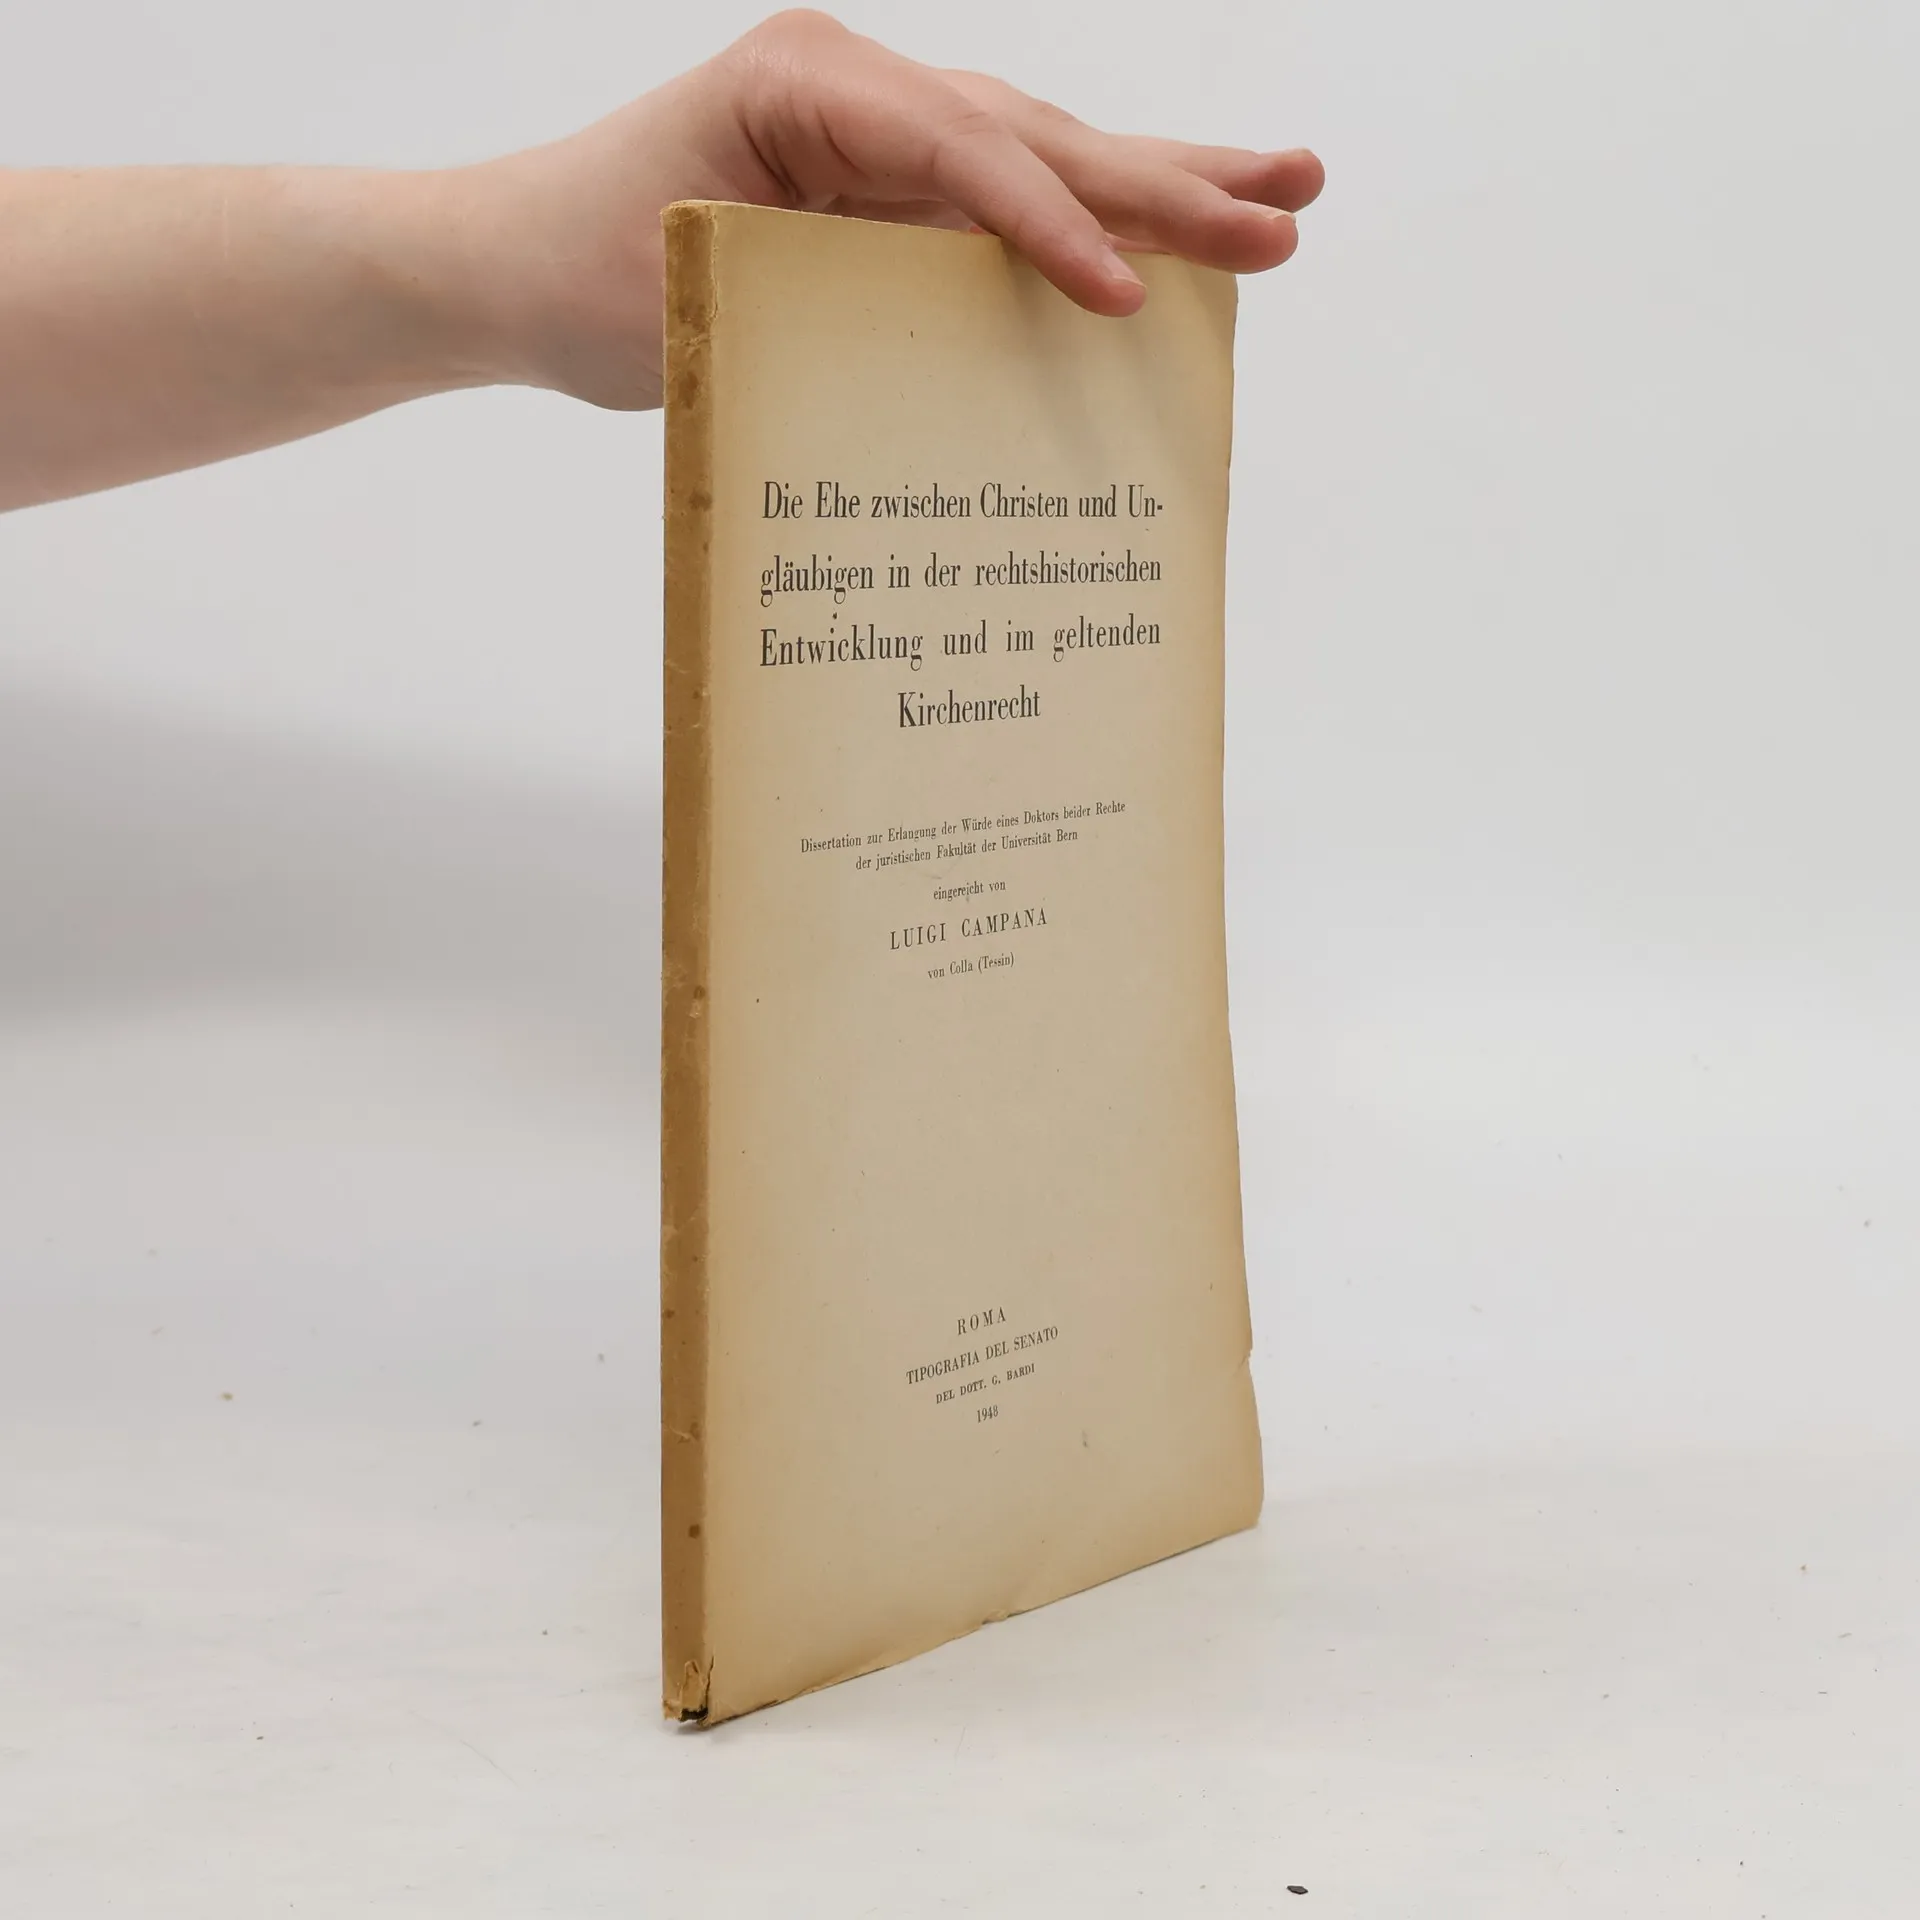 Die Ehe zwischen Christen und Un-
gläubigen in der rechtshistorischen
Entwicklung und im geltenden
Kirchenrecht
Dissertation zur Erlangung der Würde eines Doktors beider Rechte
der juristischen Fakultät der Universität Bern
eingereicht von
LUIGI CAMPANA
von Colla (Tessin)
ROMA
TIPOGRAFIA DEL SENATO
DEL DOTT. G. BARDI
1948